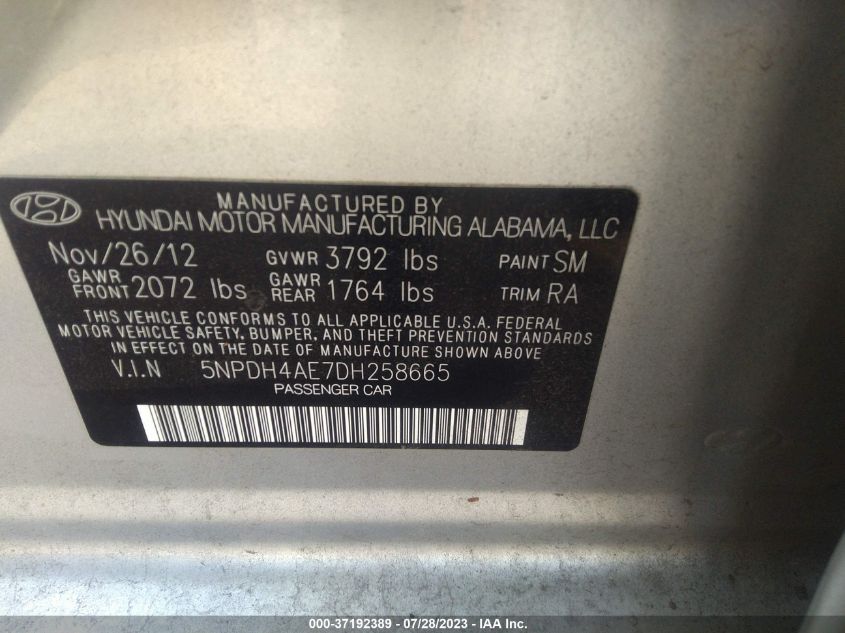 MANUFACTURED BY
HYUNDAI MOTOR MANUFACTURING ALABAMA, LLC
Nov/26/12 GVWR 3792 lbs PAINT SM
GAWR FRONT 2072 lbs GAWR REAR 1764 lbs TRIM RA
THIS VEHICLE CONFORMS TO ALL APPLICABLE U.S.A. FEDERAL
MOTOR VEHICLE SAFETY, BUMPER, AND THEFT PREVENTION STANDARDS
IN EFFECT ON THE DATE OF MANUFACTURE SHOWN ABOVE
V.I.N 5NPDH4AE7DH258665
PASSENGER CAR
000-37192389 - 07/28/2023 - IAA Inc.